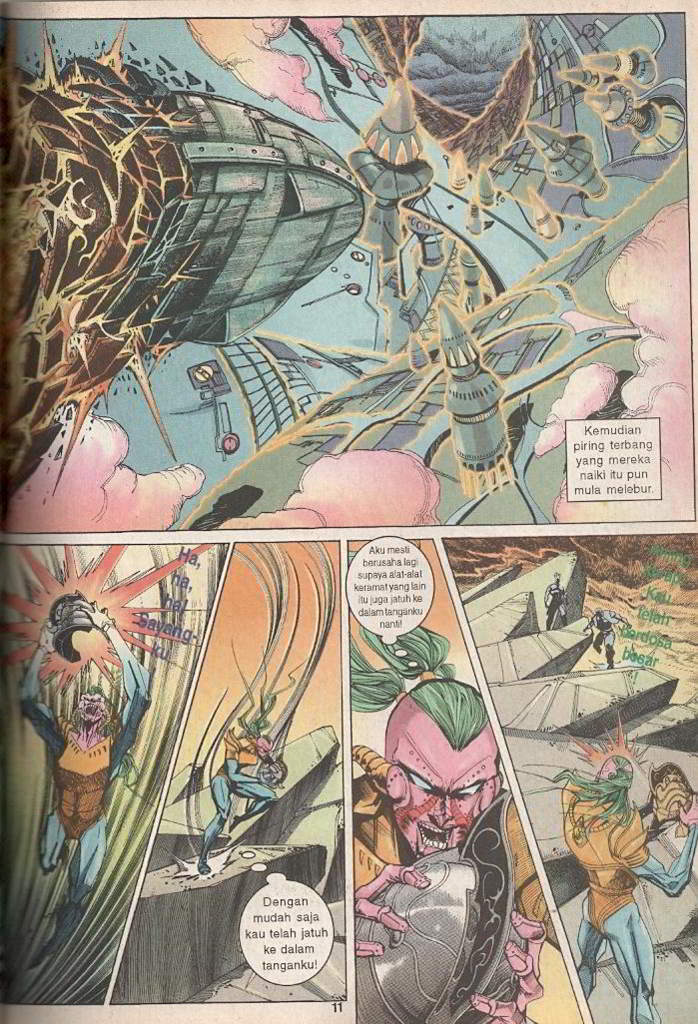 Kemudian
piring terbang
yang mereka
naiki itu pun
mula melebur.
Ha,
ha,
ha!
Sayang-
ku.
Dengan
mudah saja
kau telah jatuh
ke dalam
tanganku!
Aku mesti
berusaha lagi
supaya alat-alat
keramat yang lain
itu juga jatuh ke
dalam tanganku
nanti!
Kau
telah
berdosa
besar
!
11